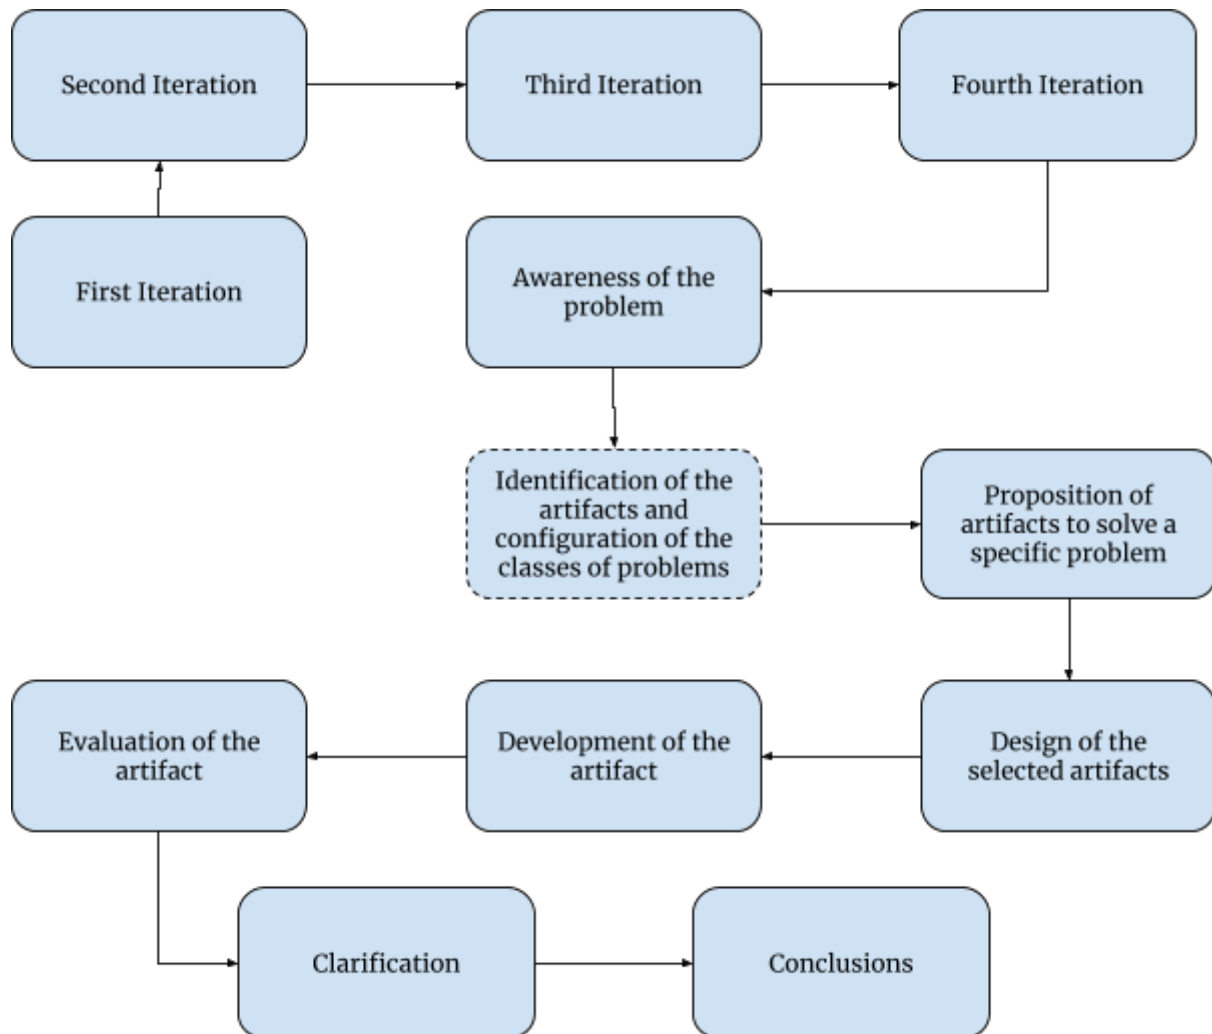 Second Iteration
Third Iteration
Fourth Iteration
First Iteration
Awareness of the
problem
Identification of the
artifacts and
configuration of the
classes of problems
Proposition of
artifacts to solve a
specific problem
Evaluation of the
artifact
Development of the
artifact
Design of the
selected artifacts
Clarification
Conclusions